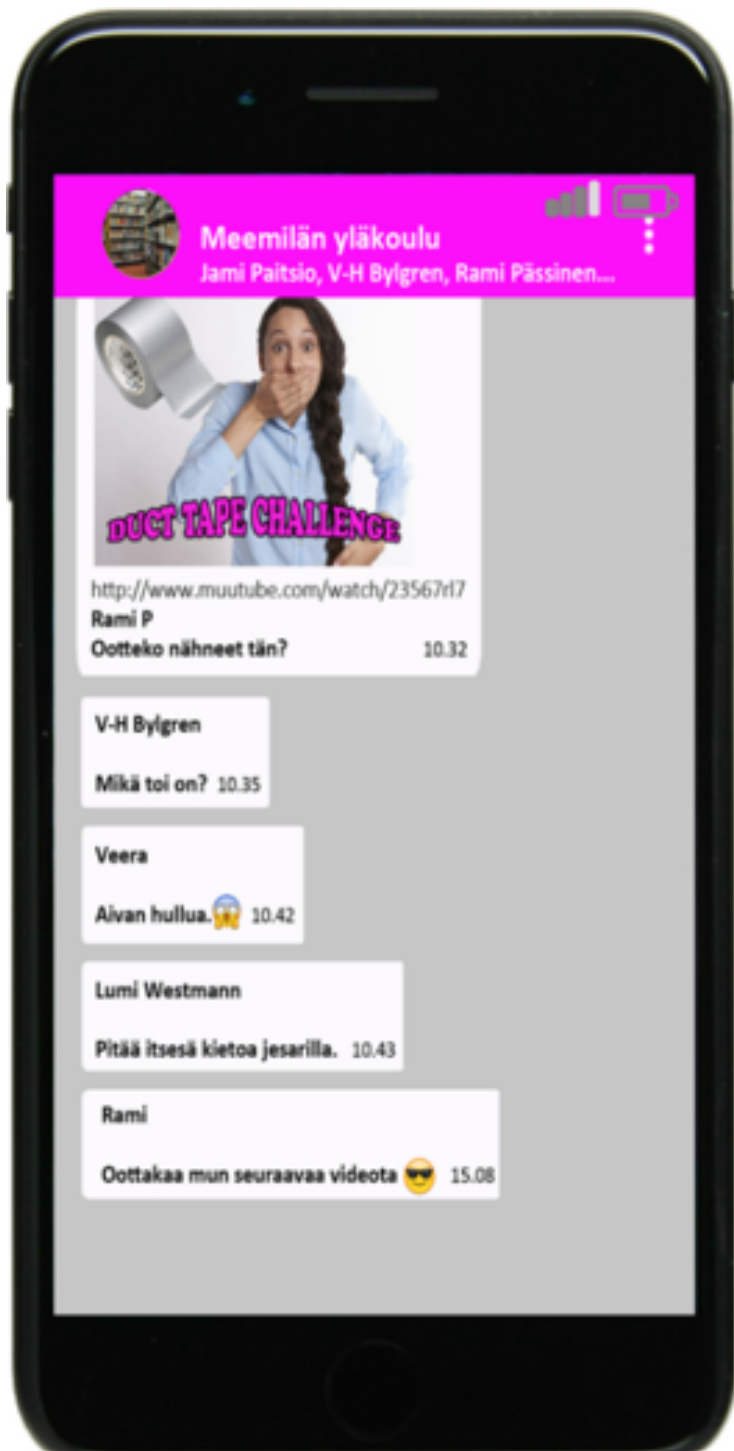 Meemilän yläkoulu
Jami Paitsio, V-H Bylgren, Rami Pässinen...
DUCT TAPE CHALLENGE
http://www.muutube.com/watch/23567rl7
Rami P
Ootteko nähneet tän? 10.32
V-H Bylgren
Mikä toi on? 10.35
Veera
Aivan hullua.😱 10.42
Lumi Westmann
Pitää itsesä kietoa jesarilla. 10.43
Rami
Oottakaa mun seuraavaa videota 😎 15.08